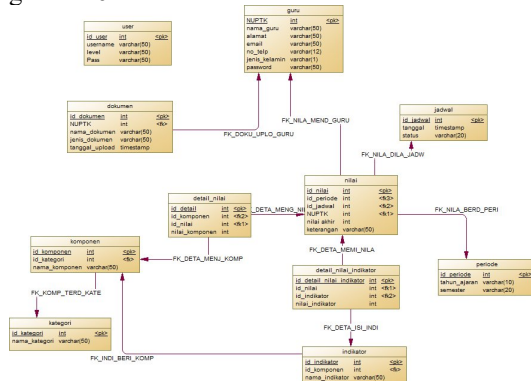 user
id_user int <pk>
username varchar(50)
level varchar(50)
Pass varchar(50)
guru
NUPTK int <pk>
nama_guru varchar(50)
alamat varchar(50)
email varchar(50)
no_telp varchar(12)
jenis_kelamin varchar(1)
password varchar(50)
dokumen
id_dokumen int <pk>
NUPTK int <fk>
nama_dokumen varchar(50)
jenis_dokumen varchar(50)
tanggal_upload timestamp
FK_DOKU_UPLO_GURU
FK_NILA_MEND_GURU
jadwal
id_jadwal int <pk>
tanggal timestamp
status varchar(20)
FK_NILA_DILA_JADW
nilai
id_nilai int <pk>
id_periode int <fk3>
id_jadwal int <fk2>
NUPTK int <fk1>
nilai akhir int
keterangan varchar(50)
detail_nilai
id_detail int <pk>
id_komponen int <fk2>
id_nilai int <fk1>
nilai_komponen int
_DETA_MENG_NI
FK_NILA_BERD_PERI
komponen
id_komponen int <pk>
id_kategori int <fk>
nama_komponen varchar(50)
FK_DETA_MENJ_KOMP
FK_DETA_MEMI_NILA
periode
id_periode int <pk>
tahun_ajaran varchar(10)
semester varchar(20)
detail_nilai_indikator
id_detail_nilai_indikator int <pk>
id_nilai int <fk1>
id_indikator int <fk2>
nilai_indikator int
FK_KOMP_TERD_KATE
kategori
id_kategori int <pk>
nama_kategori varchar(50)
FK_DETA_ISI_INDI
FK_INDI_BERI_KOMP
indikator
id_indikator int <pk>
id_komponen int <fk>
nama_indikator varchar(50)